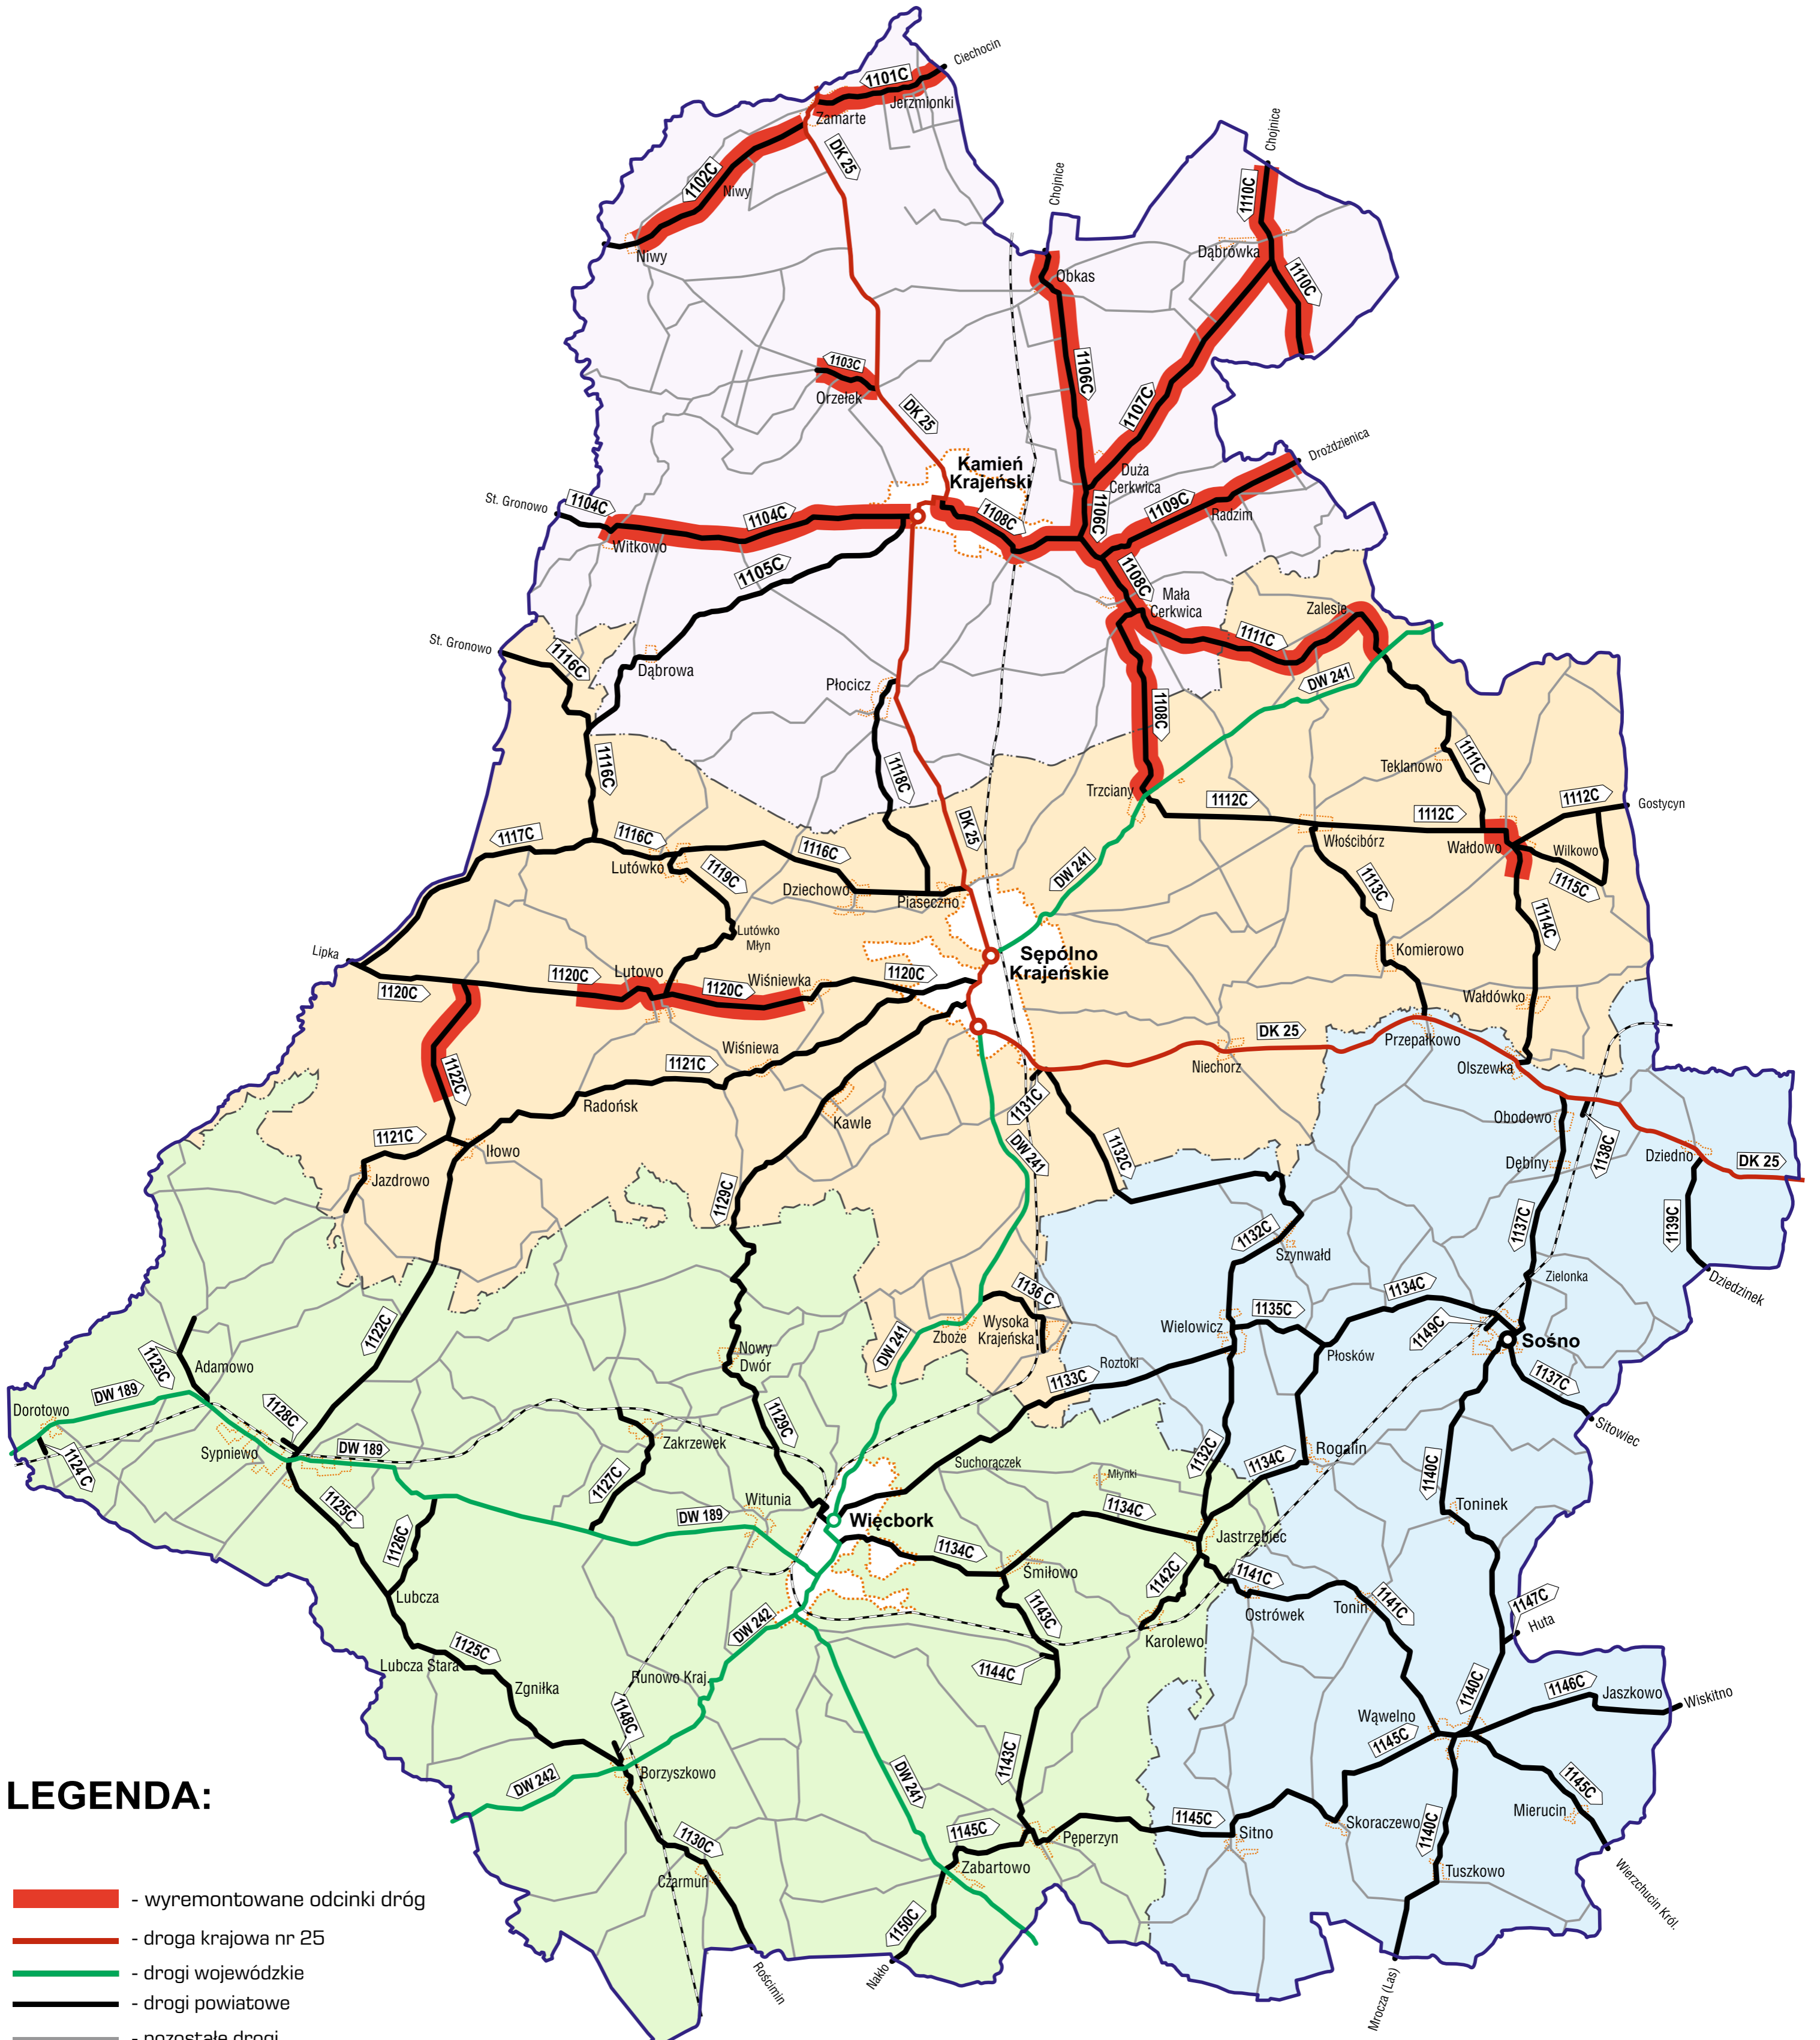 Ciechocin
1101C
Jerzmionki
Zamarte
DK 25
1102C
Niwy
Niwy
Chojnice
Chojnice
1110C
Dąbrówka
1110C
Obkas
1103C
Orzełek
DK 25
1106C
1107C
Kamień
Krajeński
Duża
Cerkwica
Drożdzienica
St. Gronowo
1104C
1104C
1108C
1106C
1109C
Radzim
Witkowo
1105C
1108C
Mała
Cerkwica
Zalesie
1111C
St. Gronowo
1116C
Dąbrowa
Płocicz
DW 241
1108C
1116C
1118C
Teklanowo
1111C
Trzciany
1112C
1112C
1112C
Gostycyn
DK 25
1117C
1116C
1116C
Włościbórz
Wałdowo
Wilkowo
Lutówko
1119C
Dziechowo
Piaseczno
DW 241
1113C
1115C
1114C
Lutówko
Młyn
Komierowo
Lipka
Sępólno
Krajeńskie
1120C
1120C
Lutowo
1120C
Wiśniewka
1120C
Wałdówko
DK 25
Przepałkowo
Wiśniewa
1121C
Niechorz
Olszewka
1122C
Radońsk
Kawle
1131C
Obodowo
1138C
1121C
Iłowo
DW 241
1132C
Dębiny
Dziedno
DK 25
Jazdrowo
1129C
1137C
1139C
1132C
Szynwałd
Zielonka
Dziedzinek
1136 C
1134C
1122C
Zboże
Wysoka
Krajeńska
Wielowicz
1135C
1149C
Sośno
1123C
Adamowo
Nowy
Dwór
DW 241
Roztoki
Płosków
DW 189
1133C
1137C
Dorotowo
1128C
1129C
Sitowiec
1124 C
Sypniewo
DW 189
Zakrzewek
Suchorączek
1132C
Rogalin
1134C
1140C
Młynki
1127C
1125C
Witunia
DW 189
Więcbork
1134C
Toninek
1126C
Jastrzębiec
1134C
Śmiłowo
1142C
1141C
Lubcza
Ostrówek
Tonin
1141C
1147C
Huta
1143C
DW 242
Karolewo
1125C
Lubcza Stara
1144C
Runowo Kraj.
Zgniłka
1140C
1146C
Jaszkowo
Wiskitno
1148C
Wąwelno
1145C
1143C
LEGENDA:
Borzyszkowo
DW 242
DW 241
1145C
Mierucin
1145C
1145C
Sitno
Skoraczewo
1140C
1130C
Pęperzyn
Zabartowo
Tuszkowo
Czarmuń
Wierzchucin Król.
1150C
Rościmin
Nakło
Mrocza (Las)
- wyremontowane odcinki dróg
- droga krajowa nr 25
- drogi wojewódzkie
- drogi powiatowe
- pozostałe drogi